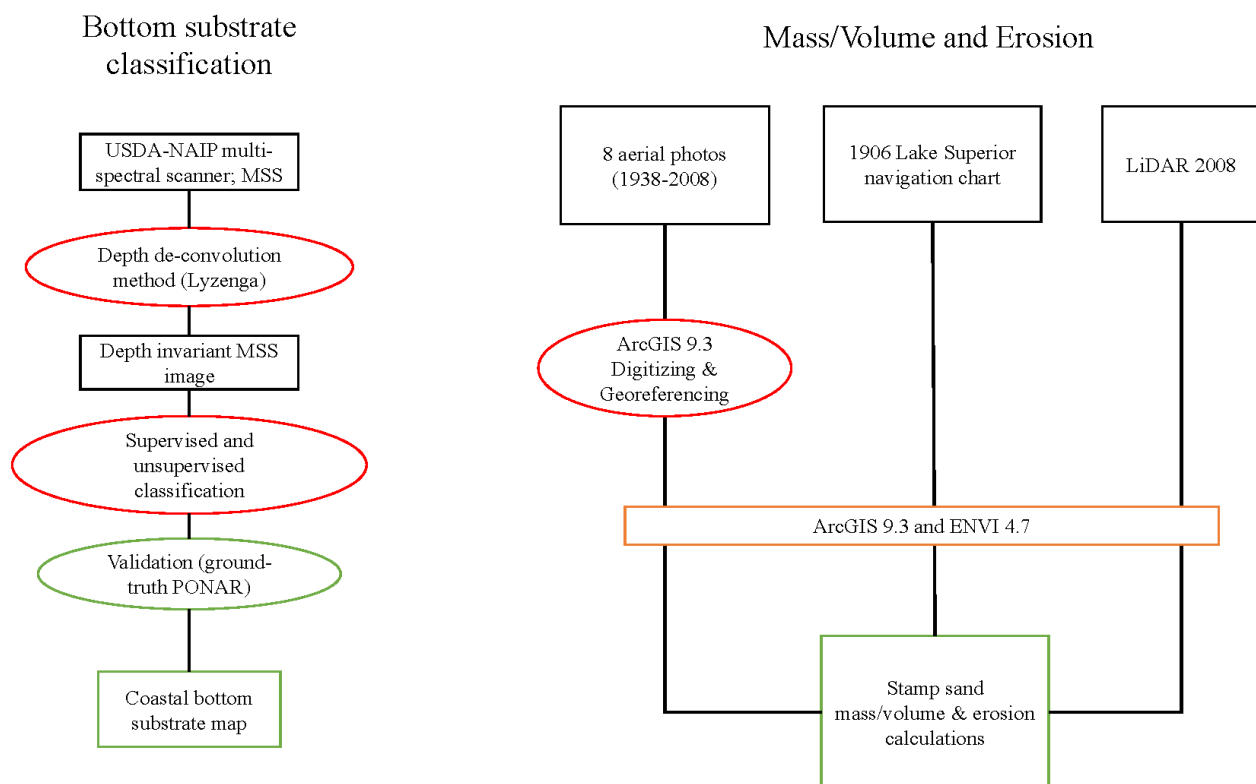 Bottom substrate
classification
USDA-NAIP multi-
spectral scanner; MSS
Depth de-convolution
method (Lyzenga)
Depth invariant MSS
image
Supervised and
unsupervised
classification
Validation (ground-
truth PONAR)
Coastal bottom
substrate map
Mass/Volume and Erosion
8 aerial photos
(1938-2008)
1906 Lake Superior
navigation chart
LiDAR 2008
ArcGIS 9.3
Digitizing &
Georeferencing
ArcGIS 9.3 and ENVI 4.7
Stamp sand
mass/volume & erosion
calculations